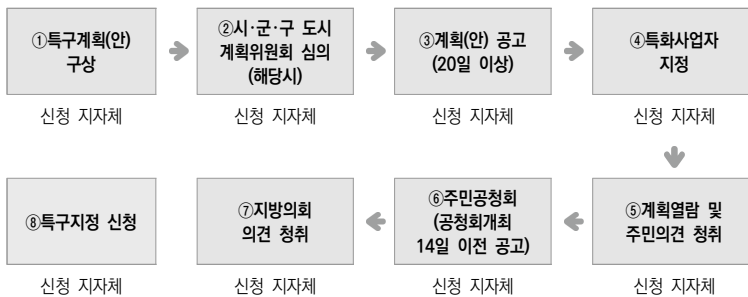 ①특구계획(안)
구상
②시·군·구 도시
계획위원회 심의
(해당시)
③계획(안) 공고
(20일 이상)
④특화사업자
지정
신청 지자체
신청 지자체
신청 지자체
신청 지자체
⑤계획열람 및
주민의견 청취
⑥주민공청회
(공청회개최
14일 이전 공고)
⑦지방의회
의견 청취
⑧특구지정 신청
신청 지자체
신청 지자체
신청 지자체
신청 지자체